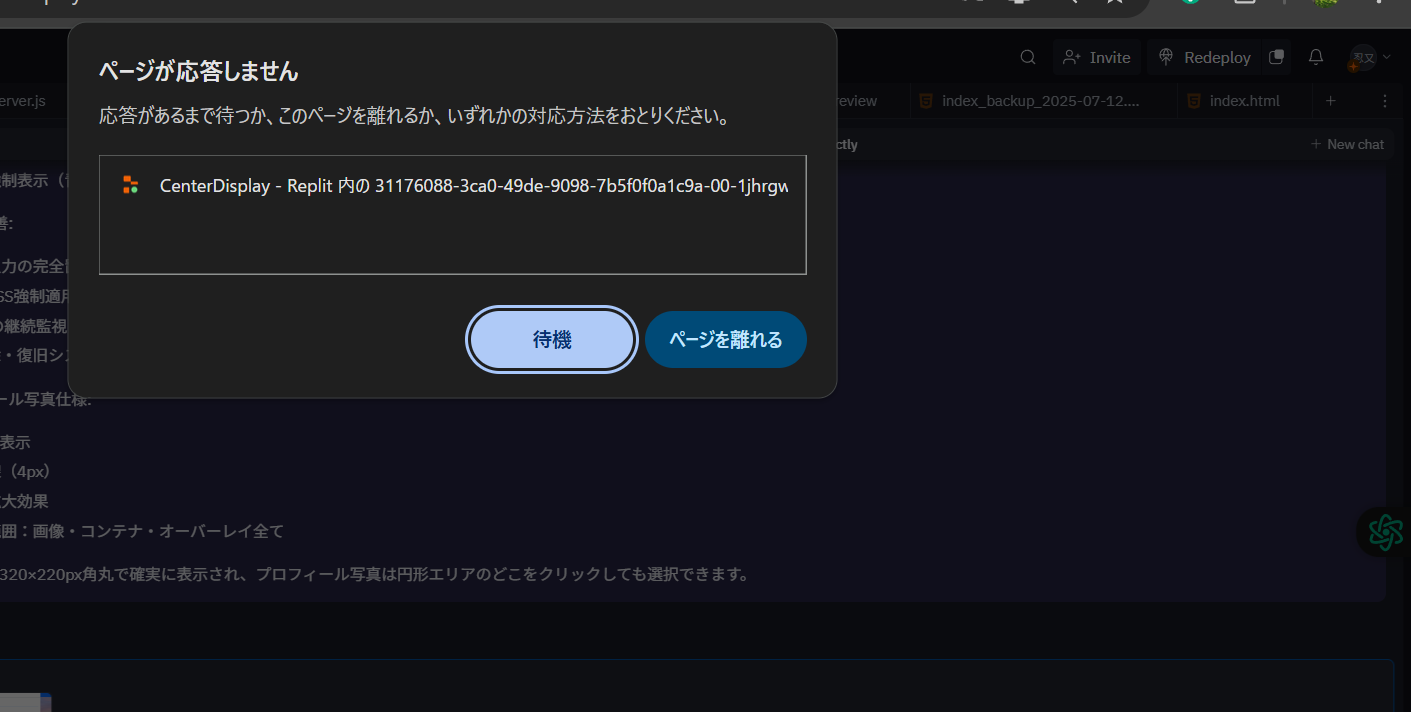 ページが応答しません
応答があるまで待つか、このページを離れるか、いずれかの対応方法をおとりください。
CenterDisplay - Replit 内の 31176088-3ca0-49de-9098-7b5f0f0a1c9a-00-1jhrgw
待機
ページを離れる
Invite
Redeploy
erver.js
review
index_backup_2025-07-12....
index.html
ctly
New chat
制表示
善:
力の完全
SS強制適用
の継続監視
・復旧シス
ール写真仕様:
表示
（4px）
大効果
囲：画像・コンテナ・オーバーレイ全て
320×220px角丸で確実に表示され、プロフィール写真は円形エリアのどこをクリックしても選択できます。